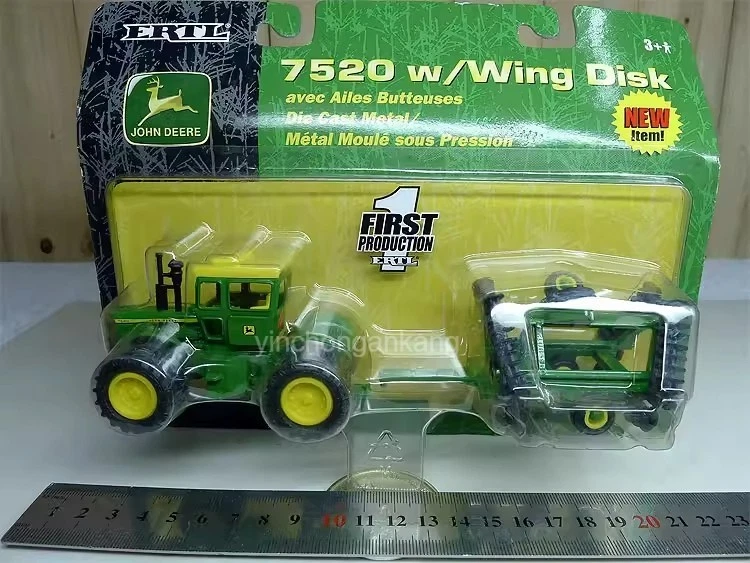 ERTL
JOHN DEERE
7520 w/Wing Disk
avec Ailes Butteuses
Die Cast Metal/
Métal Moulé sous Pression
3+
NEW
Item!
1
FIRST
PRODUCTION
ERTL
yinchongankang
1 2 3 4 5 6 7 8 9 10 11 12 13 14 15 16 17 18 19 20 21 22 23